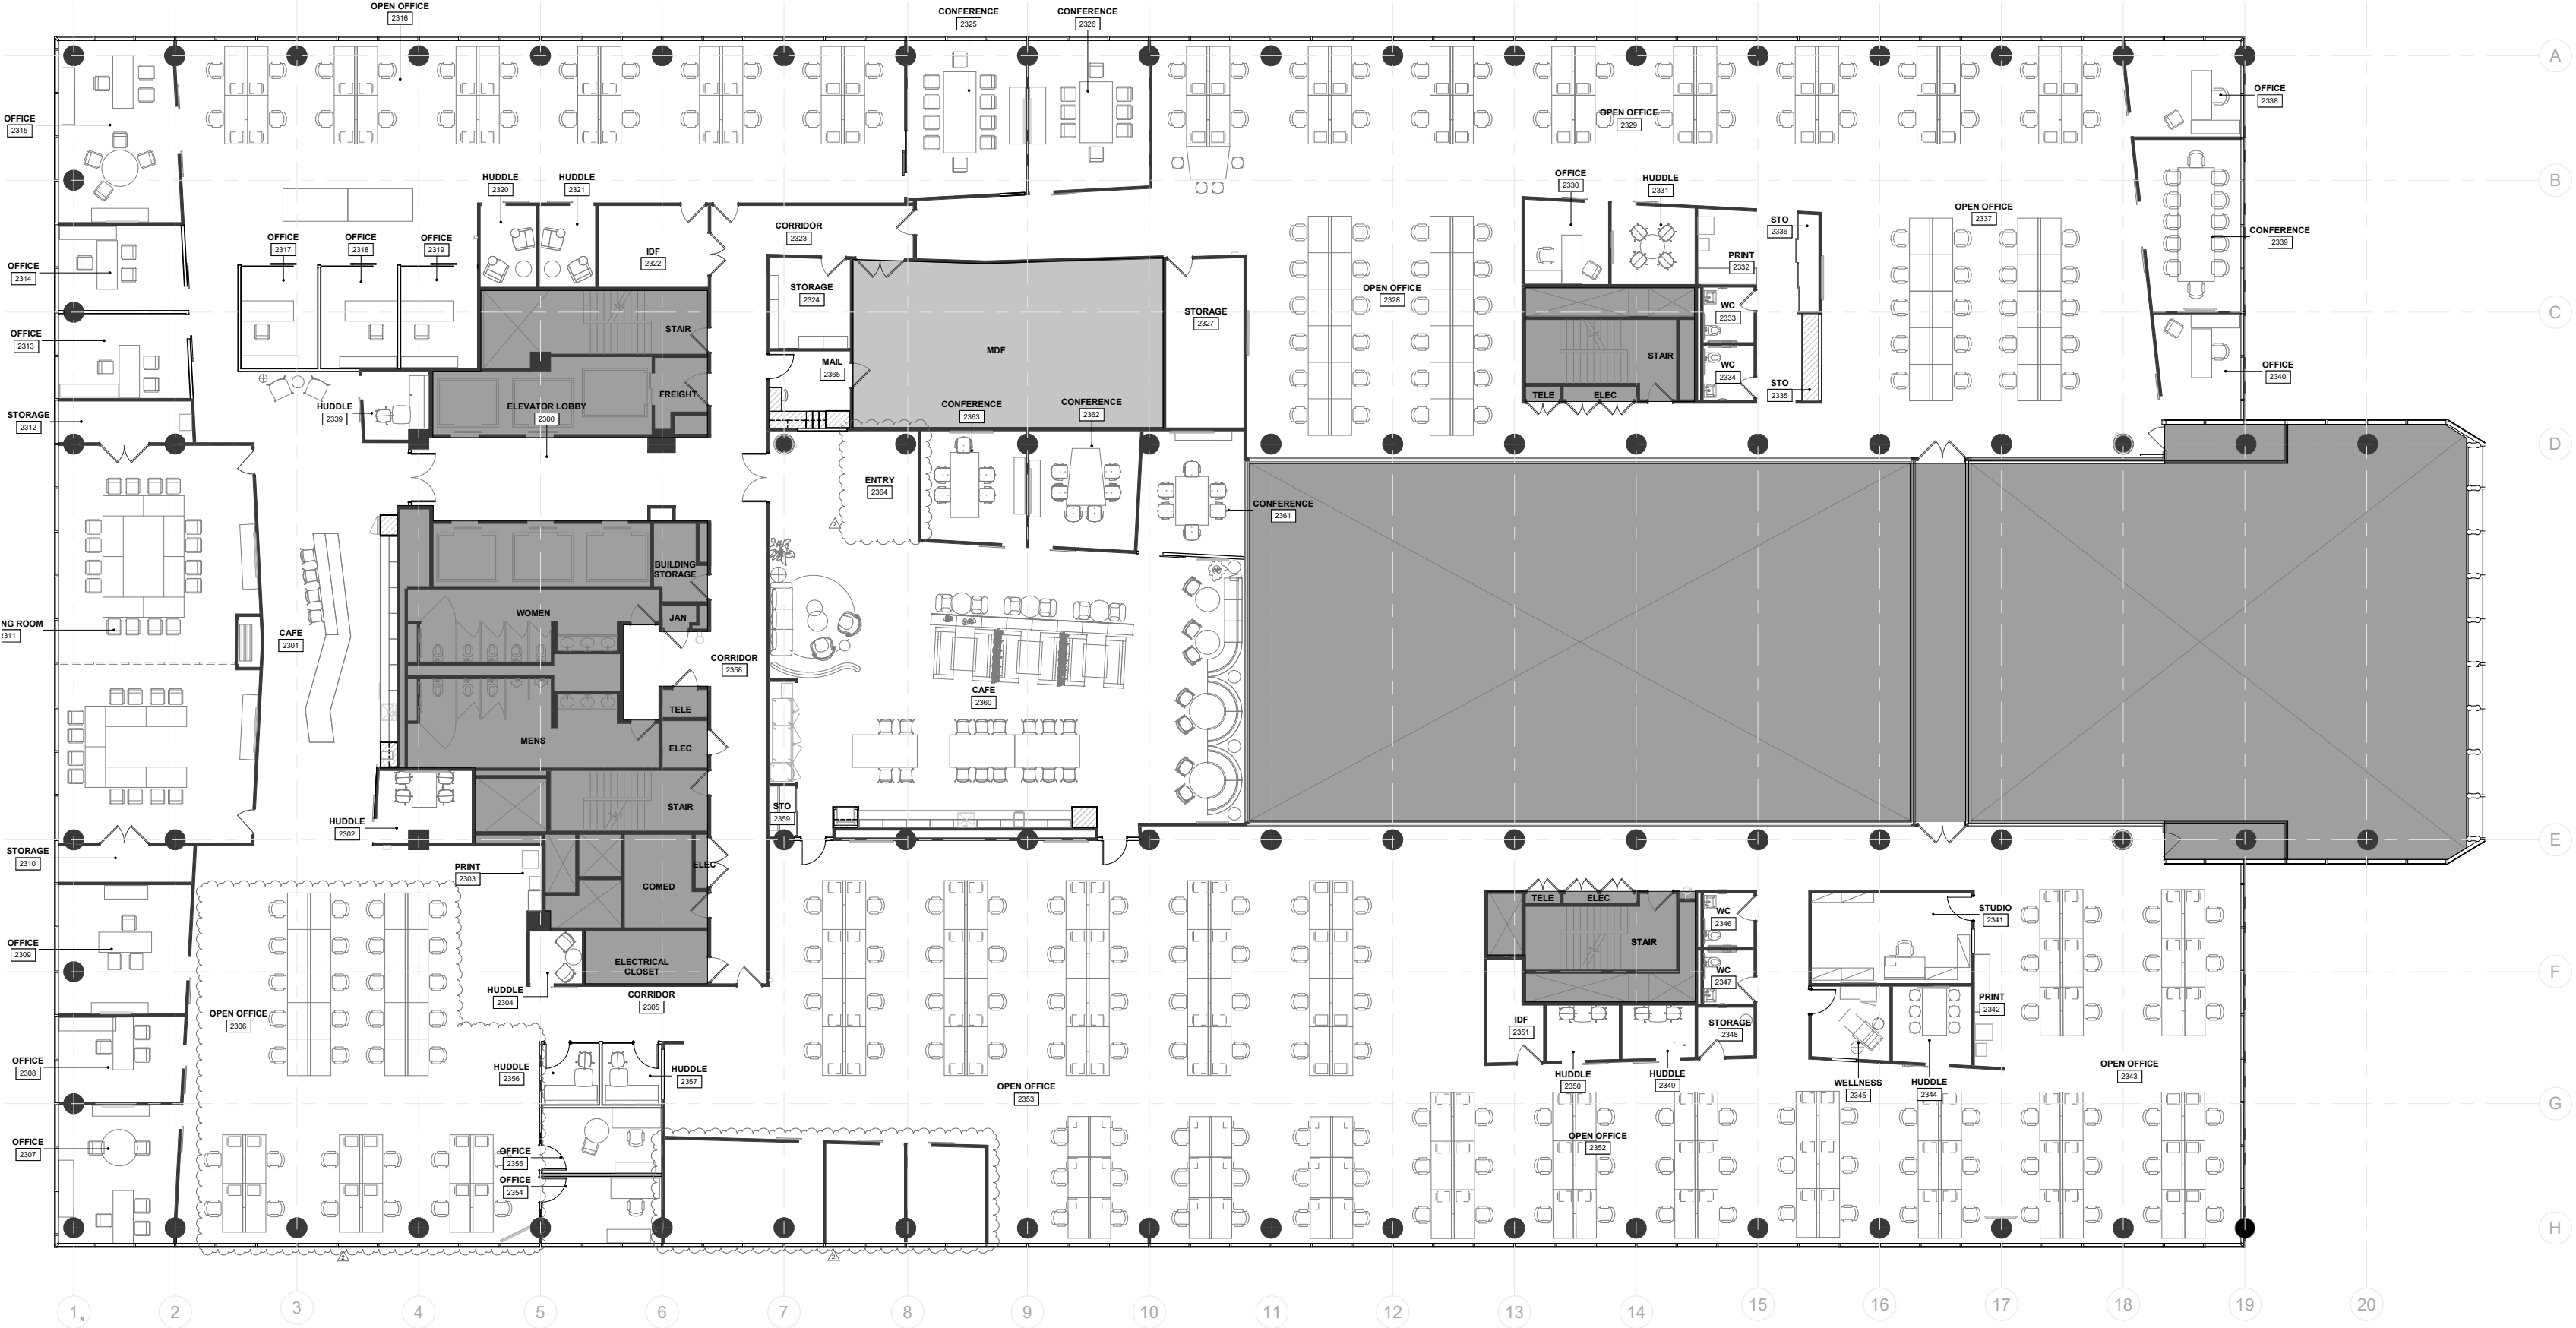 OPEN OFFICE
2316
CONFERENCE
2325
CONFERENCE
2326
A
OFFICE
2315
OPEN OFFICE
2329
OFFICE
2338
HUDDLE
2320
HUDDLE
2321
OFFICE
2330
HUDDLE
2331
B
OFFICE
2317
OFFICE
2318
OFFICE
2319
IDF
2322
CORRIDOR
2323
STO
2336
OPEN OFFICE
2337
CONFERENCE
2339
OFFICE
2314
STORAGE
2324
OPEN OFFICE
2328
PRINT
2332
WC
2333
C
OFFICE
2313
STAIR
STORAGE
2327
MDF
STAIR
MAIL
2365
WC
2334
OFFICE
2340
STORAGE
2312
HUDDLE
2339
ELEVATOR LOBBY
2300
FREIGHT
CONFERENCE
2363
CONFERENCE
2362
TELE
ELEC
STO
2335
D
ENTRY
2364
2
CONFERENCE
2361
BUILDING
STORAGE
WOMEN
JAN
NG ROOM
2311
CAFE
2301
CORRIDOR
2358
CAFE
2360
TELE
MENS
ELEC
HUDDLE
2302
STAIR
STO
2359
E
STORAGE
2310
PRINT
2303
COMED
ELEC
TELE
ELEC
WC
2346
STUDIO
2341
OFFICE
2309
STAIR
ELECTRICAL
CLOSET
WC
2347
F
HUDDLE
2304
CORRIDOR
2305
OPEN OFFICE
2306
IDF
2351
STORAGE
2348
PRINT
2342
OFFICE
2308
HUDDLE
2356
HUDDLE
2357
OPEN OFFICE
2353
HUDDLE
2350
HUDDLE
2349
WELLNESS
2345
HUDDLE
2344
OPEN OFFICE
2343
G
OFFICE
2307
OFFICE
2355
OFFICE
2354
OPEN OFFICE
2352
H
2
2
1 N 2 3 4 5 6 7 8 9 10 11 12 13 14 15 16 17 18 19 20